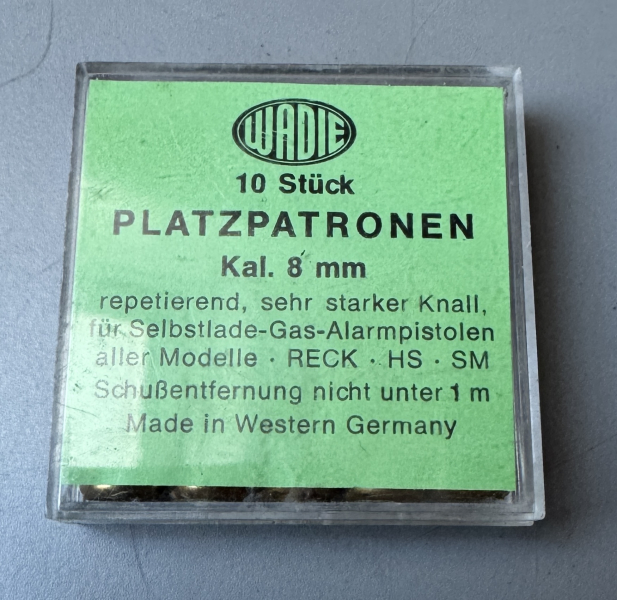 WADIE
10 Stück
PLATZPATRONEN
Kal. 8 mm
repetierend, sehr starker Knall,
für Selbstlade-Gas-Alarmpistolen
aller Modelle · RECK · HS · SM
Schußentfernung nicht unter 1 m
Made in Western Germany